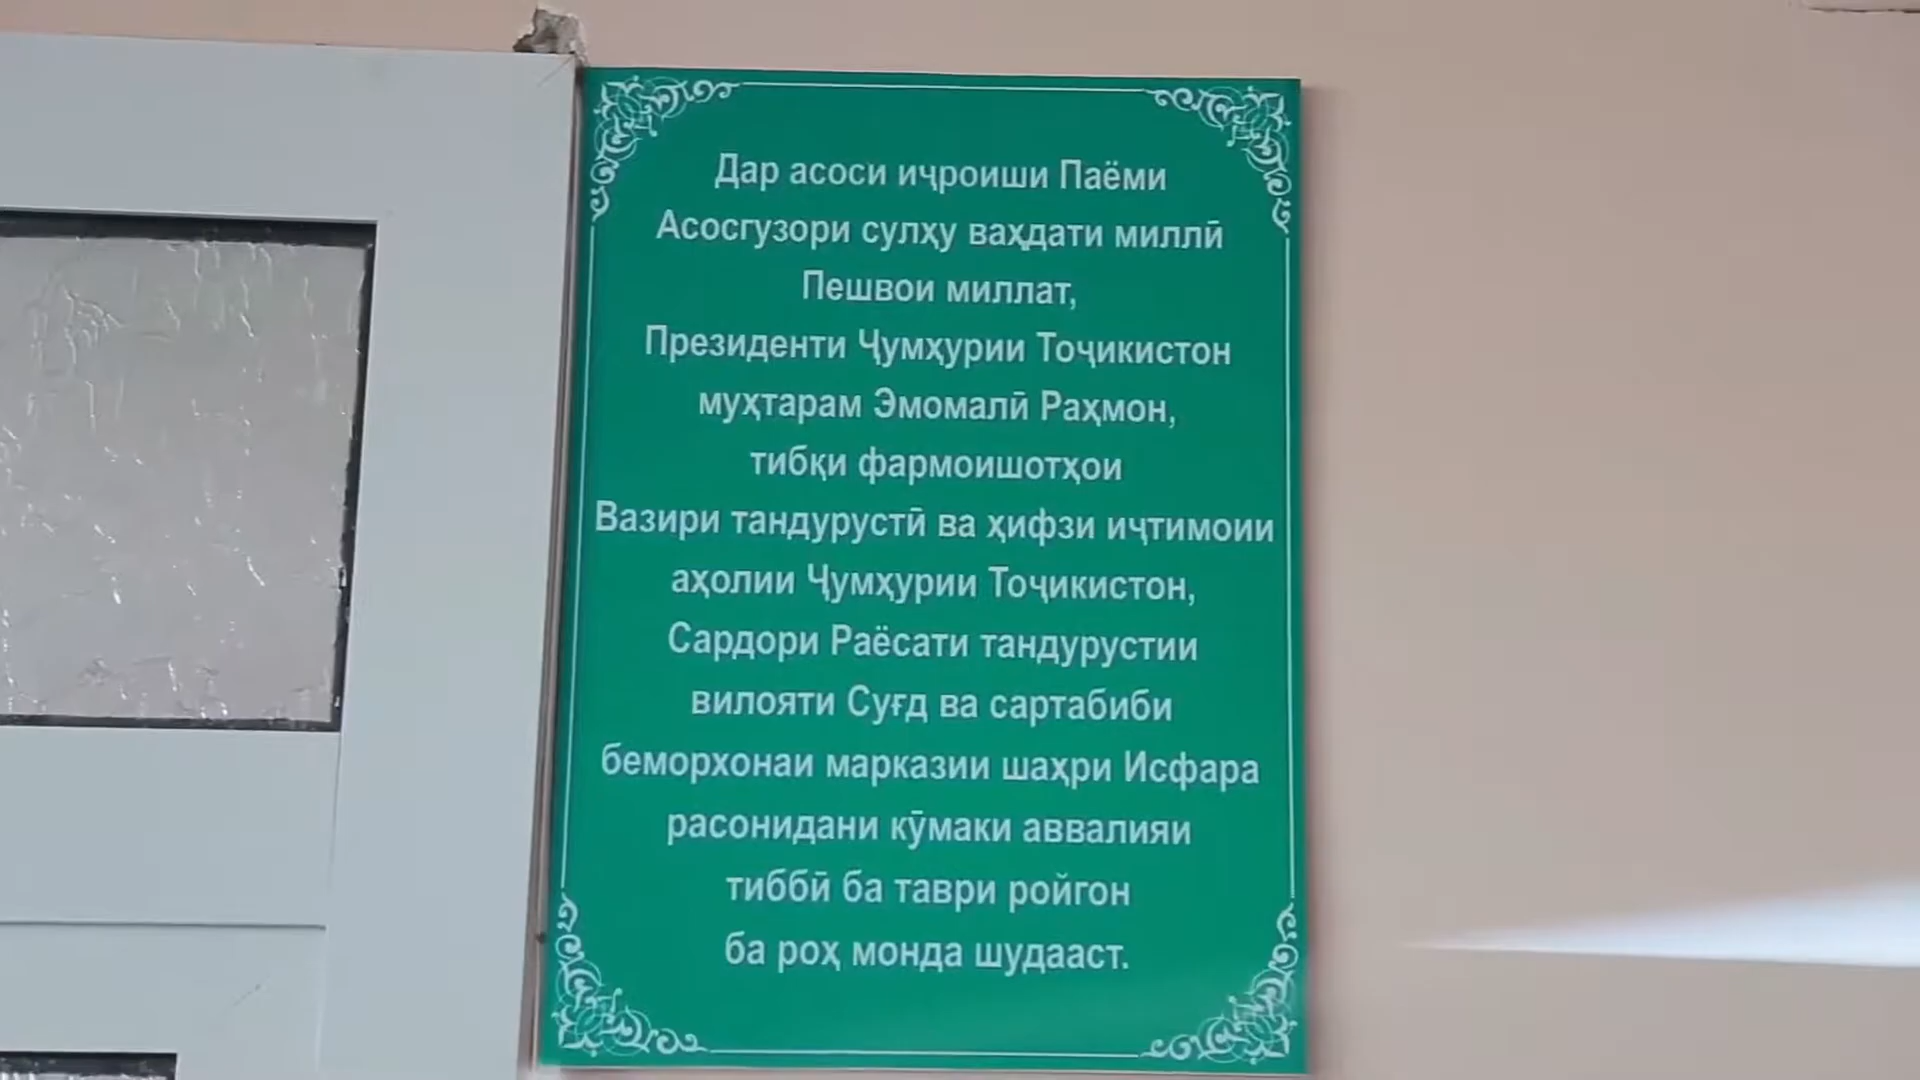 Дар асоси иҷроиши Паёми
Асосгузори сулҳу ваҳдати миллӣ
Пешвои миллат,
Президенти Ҷумҳурии Тоҷикистон
муҳтарам Эмомалӣ Раҳмон,
тибқи фармоишотҳои
Вазири тандурустӣ ва ҳифзи иҷтимоии
аҳолии Ҷумҳурии Тоҷикистон,
Сардори Раёсати тандурустии
вилояти Суғд ва сартабиби
беморхонаи марказии шаҳри Исфара
расонидани кӯмаки аввалияи
тиббӣ ба таври ройгон
ба роҳ монда шудааст.